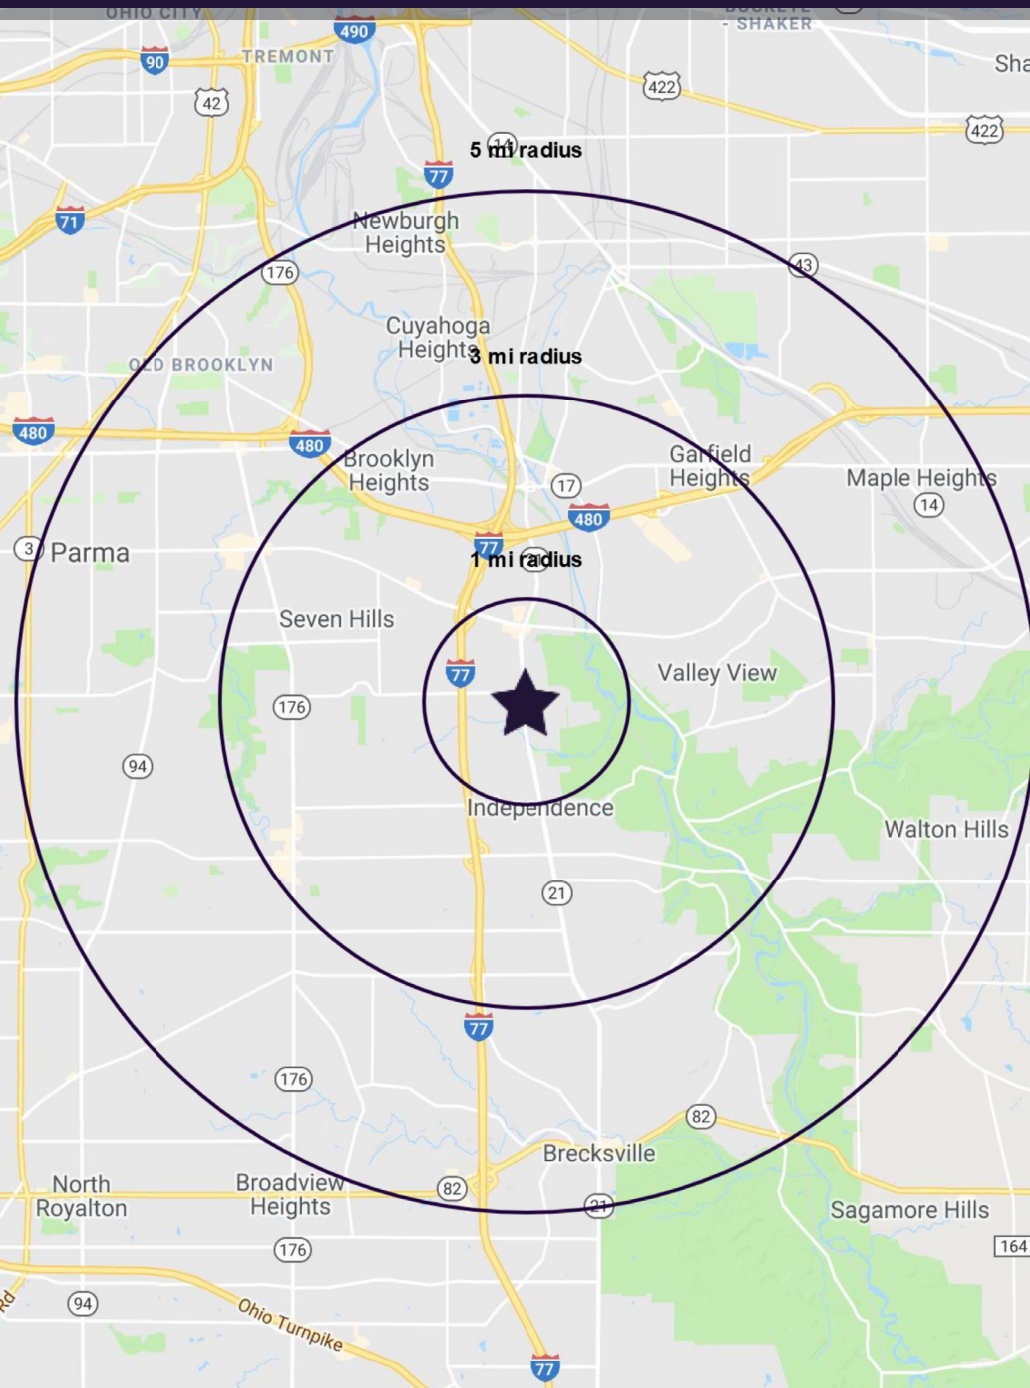 OHIO CITY
- SHAKER
490
TREMONT
90
422
Sha
42
422
14
5 mi radius
77
71
Newburgh
Heights
176
43
Cuyahoga
Heights
3 mi radius
OLD BROOKLYN
480
480
Brooklyn
Heights
Garfield
Heights
17
Maple Heights
14
480
77
3
Parma
1 mi radius
Seven Hills
77
Valley View
176
94
Independence
Walton Hills
21
77
176
82
Brecksville
North
Royalton
Broadview
Heights
82
21
Sagamore Hills
176
164
94
Rd
Ohio Turnpike
77